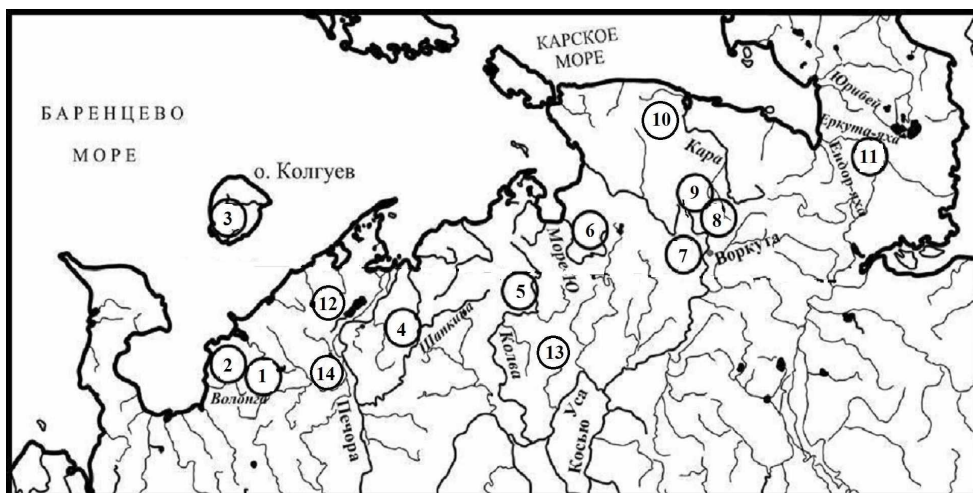 КАРСКОЕ
МОРЕ
БАРЕНЦЕВО
МОРЕ
о. Колгуев
Юрибей
Еркута-яха
Ендор-яха
Кара
Воркута
Море-Ю
Шапкина
Колва
Волонга
Печора
Косью
Уса
10
11
9
3
8
6
7
5
12
4
13
2
1
14